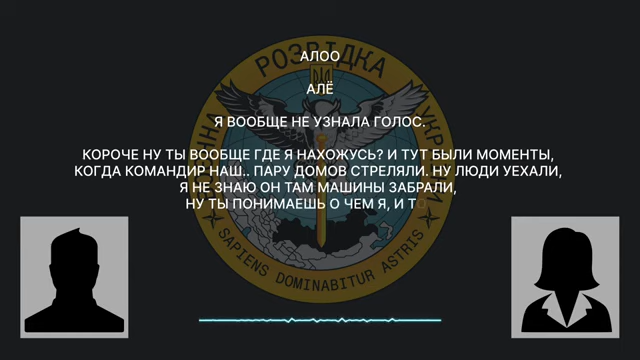 АЛОО
АЛЁ
Я ВООБЩЕ НЕ УЗНАЛА ГОЛОС.
КОРОЧЕ НУ ТЫ ВООБЩЕ ГДЕ Я НАХОЖУСЬ? И ТУТ БЫЛИ МОМЕНТЫ,
КОГДА КОМАНДИР НАШ.. ПАРУ ДОМОВ СТРЕЛЯЛИ. НУ ЛЮДИ УЕХАЛИ,
Я НЕ ЗНАЮ ОН ТАМ МАШИНЫ ЗАБРАЛИ,
НУ ТЫ ПОНИМАЕШЬ О ЧЕМ Я, И ТО
РОЗВІДКА
УКРАЇНИ
SAPIENS DOMINABITUR ASTRIS